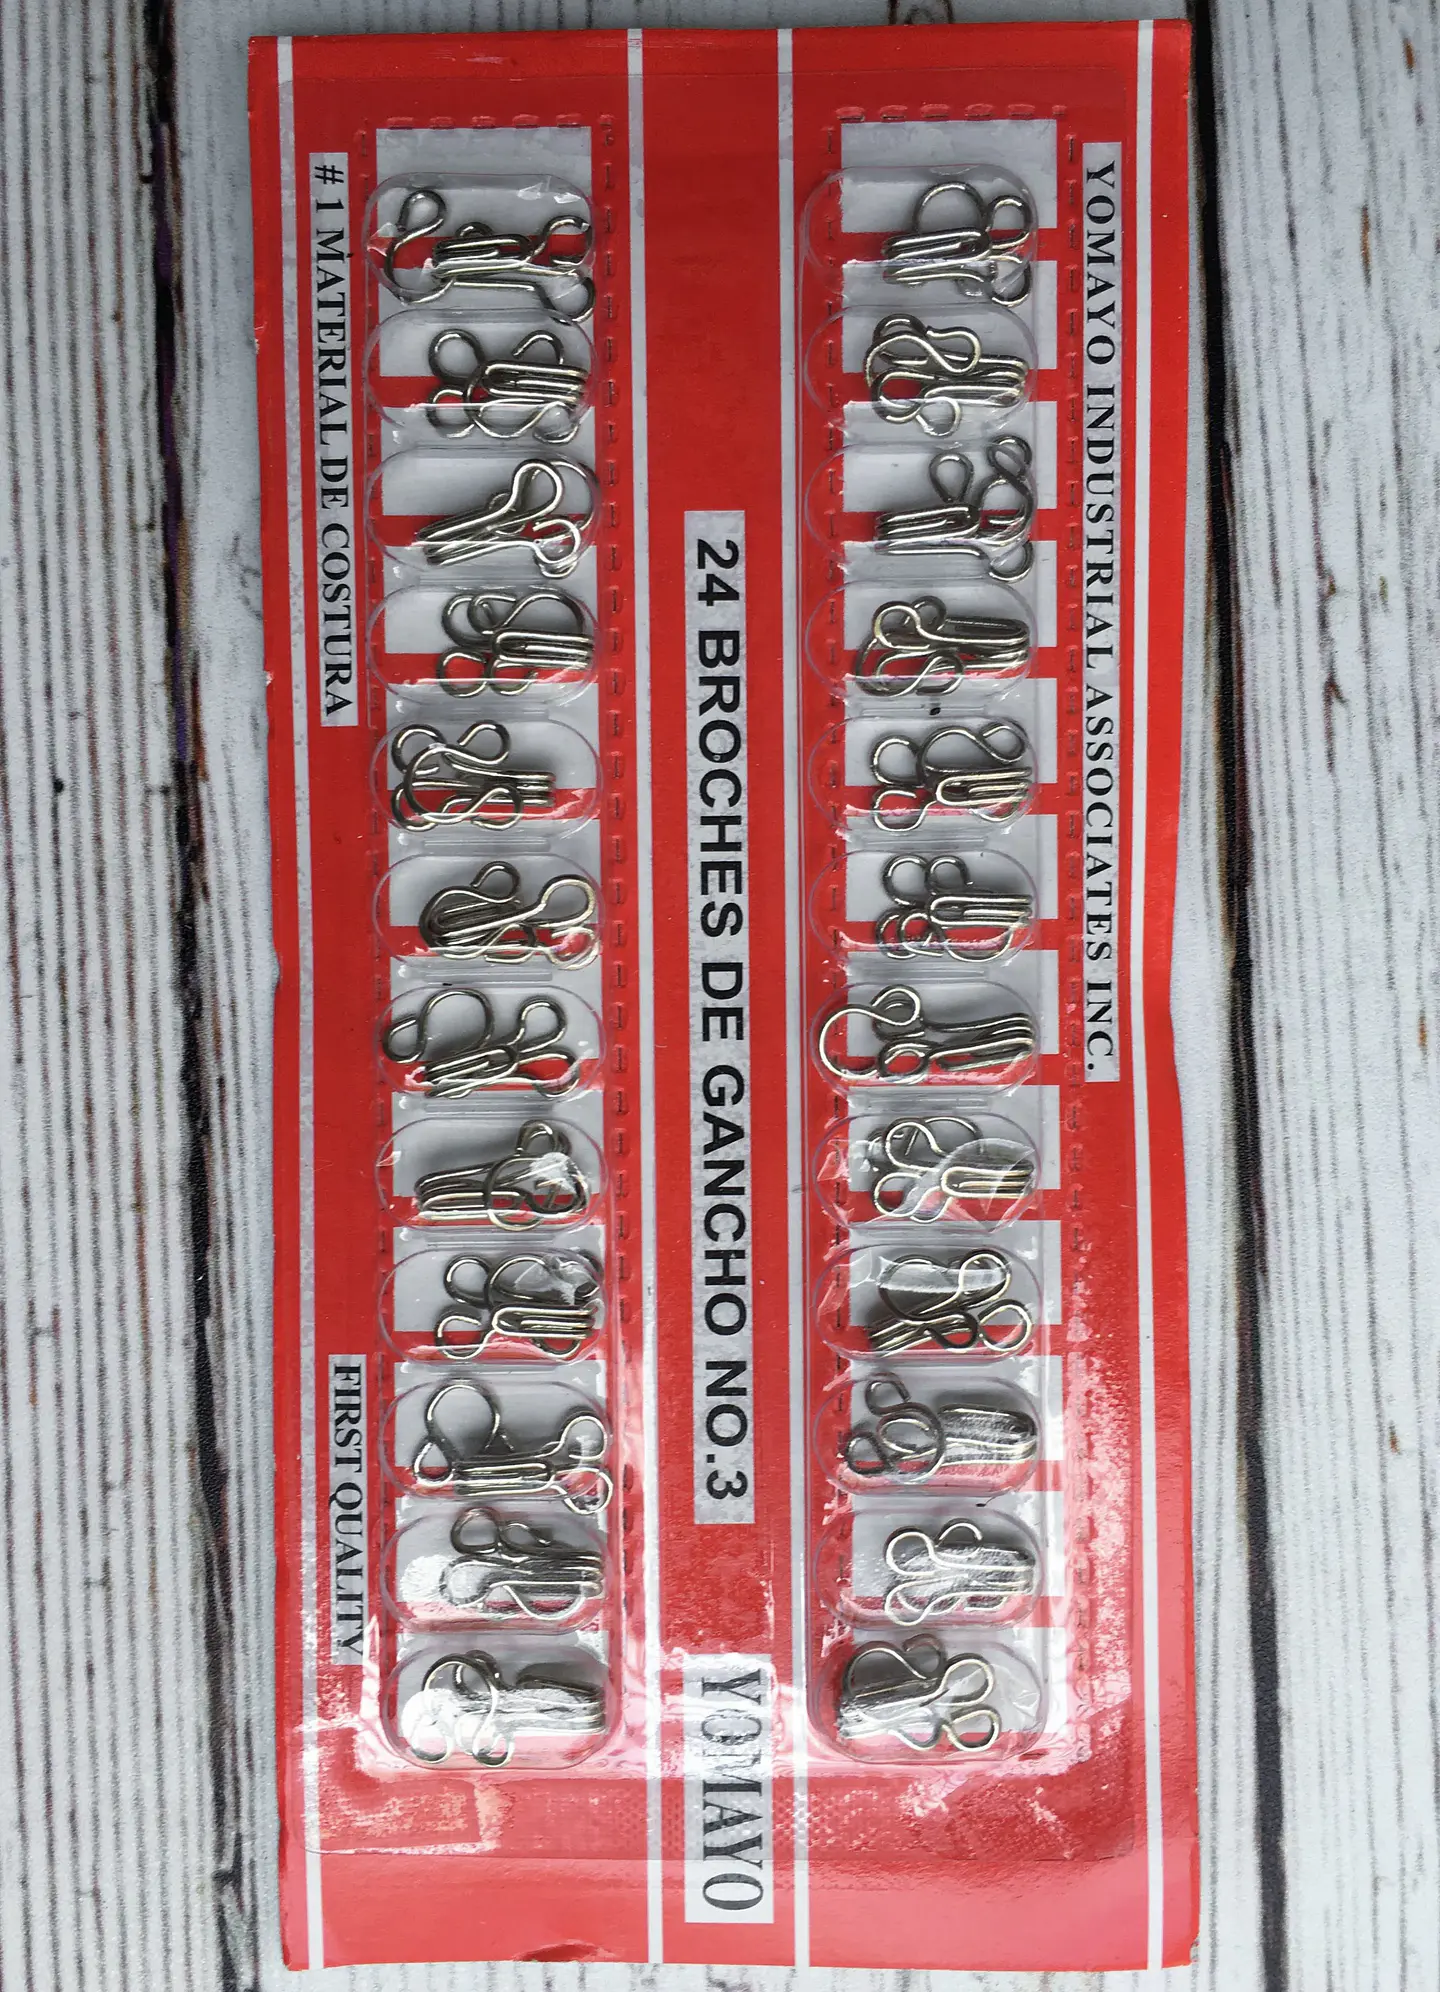 YOMAYO INDUSTRIAL ASSOCIATES INC.
24 BROCHES DE GANCHO NO.3
YOMAYO
# 1 MATERIAL DE COSTURA
FIRST QUALITY